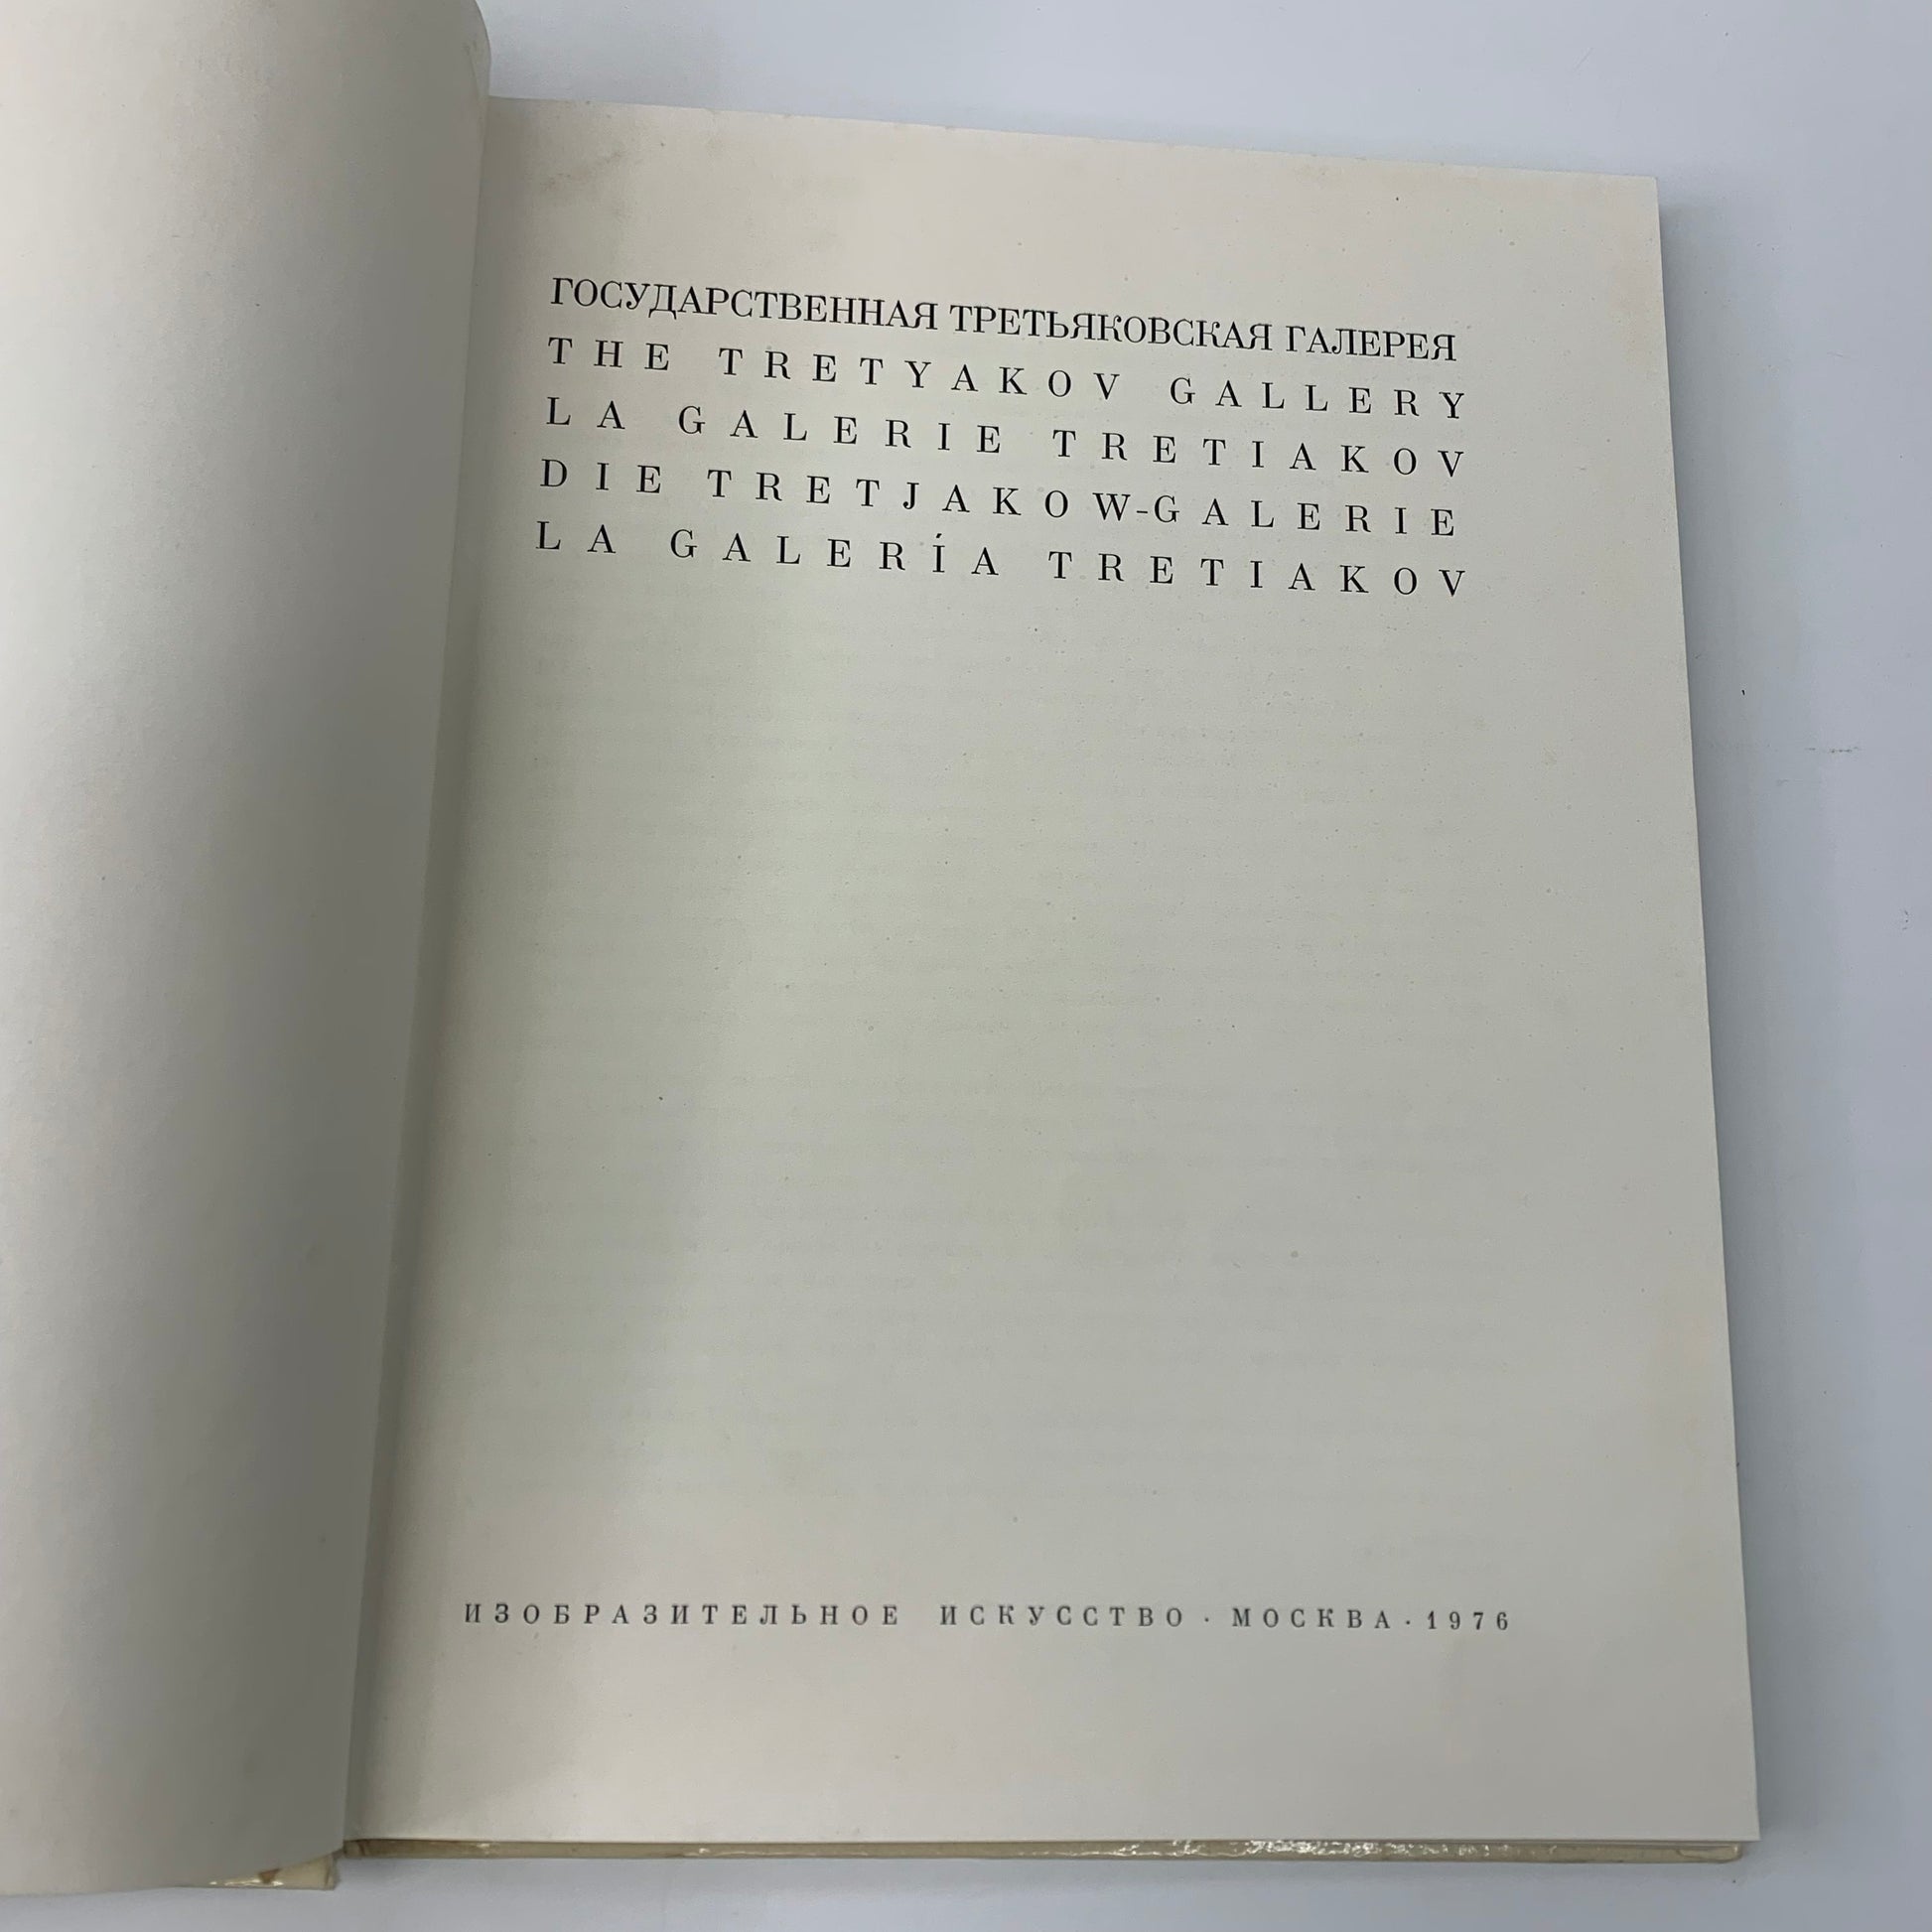 ГОСУДАРСТВЕННАЯ ТРЕТЬЯКОВСКАЯ ГАЛЕРЕЯ
THE TRETYAKOV GALLERY
LA GALERIE TRETIAKOV
DIE TRETJAKOW-GALERIE
LA GALERÍA TRETIAKOV
ИЗОБРАЗИТЕЛЬНОЕ ИСКУССТВО · МОСКВА · 1976